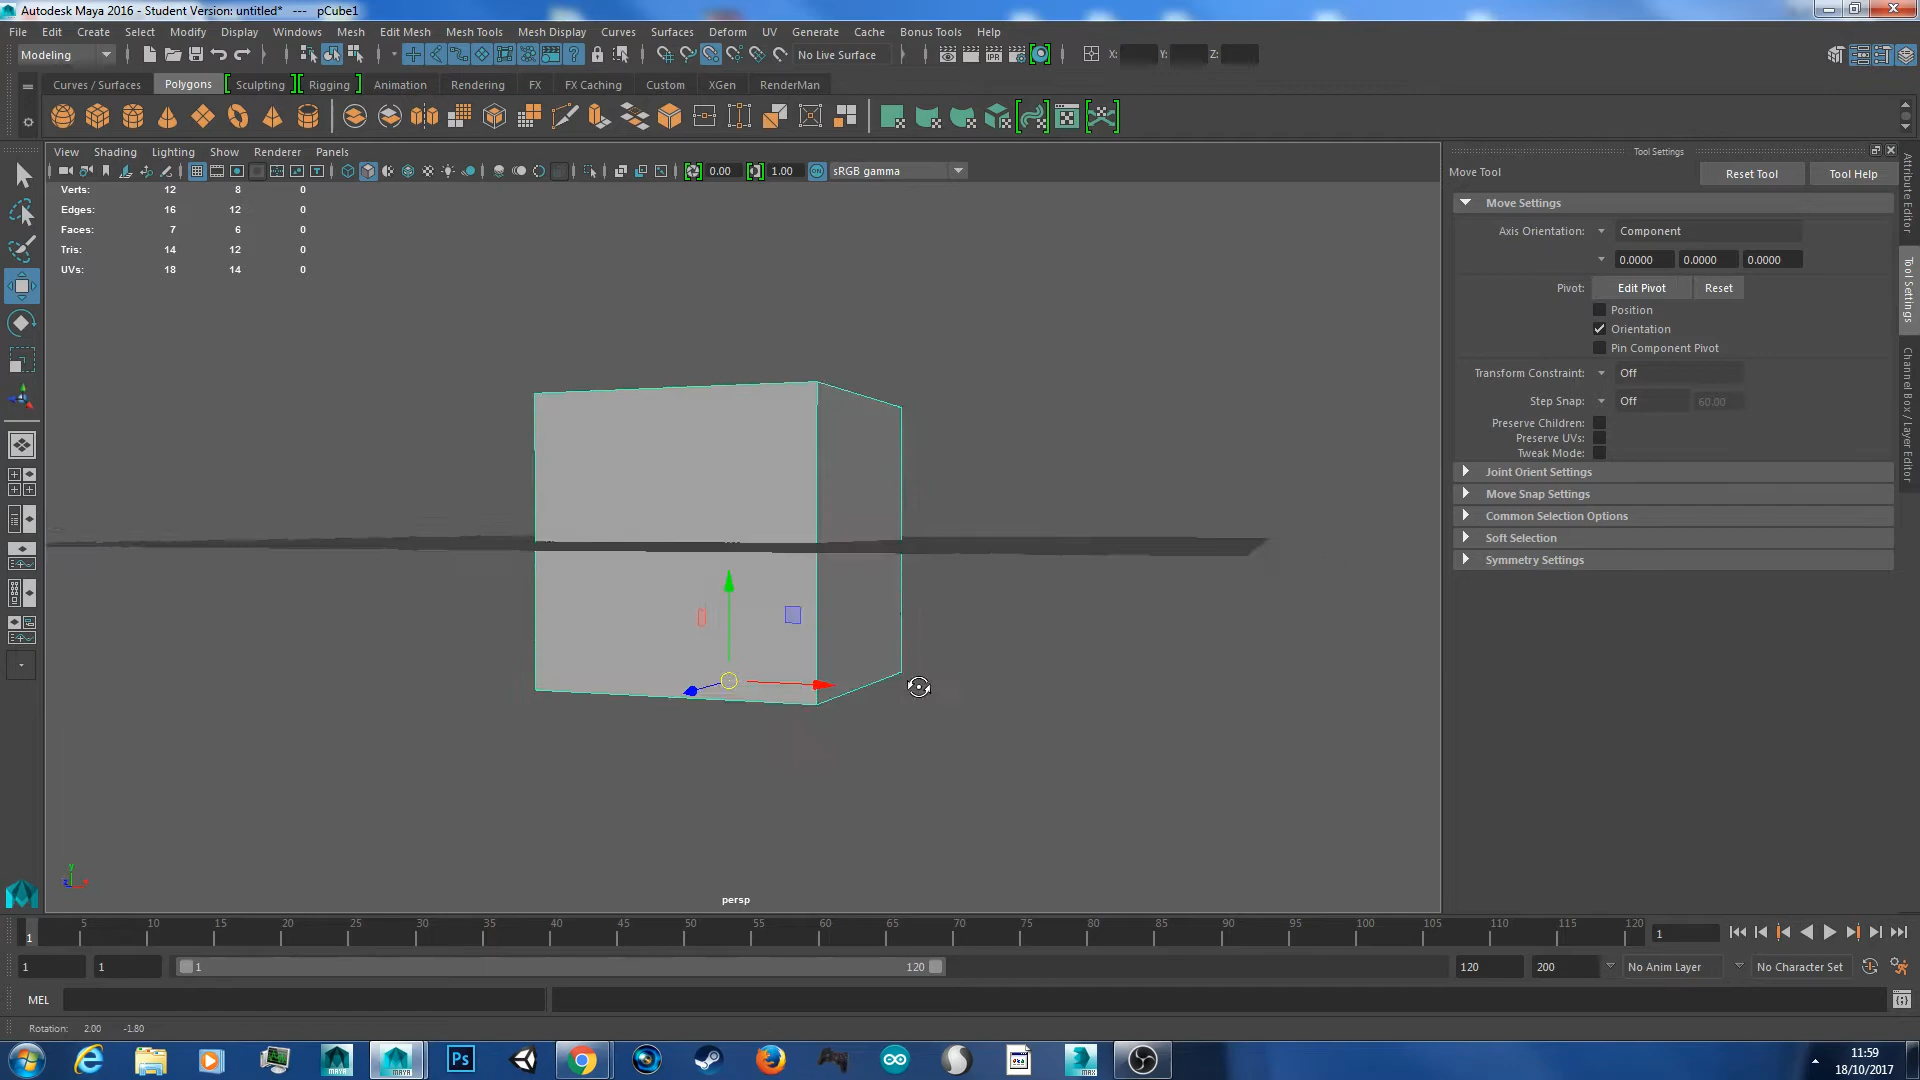 Autodesk Maya 2016 - Student Version: untitled*   ---   pCube1
File Edit Create Select Modify Display Windows Mesh Edit Mesh Mesh Tools Mesh Display Curves Surfaces Deform UV Generate Cache Bonus Tools Help
Modeling No Live Surface X: Y: Z:
Curves / Surfaces Polygons Sculpting Rigging Animation Rendering FX FX Caching Custom XGen RenderMan
View Shading Lighting Show Renderer Panels
0.00 1.00 sRGB gamma
Verts: 12 8 0
Edges: 16 12 0
Faces: 7 6 0
Tris: 14 12 0
UVs: 18 14 0
persp
Tool Settings
Move Tool Reset Tool Tool Help
Move Settings
Axis Orientation: Component
0.0000 0.0000 0.0000
Pivot: Edit Pivot Reset
Position
Orientation
Pin Component Pivot
Transform Constraint: Off
Step Snap: Off 60.00
Preserve Children:
Preserve UVs:
Tweak Mode:
Joint Orient Settings
Move Snap Settings
Common Selection Options
Soft Selection
Symmetry Settings
Attribute Editor
Tool Settings
Channel Box / Layer Editor
1 5 10 15 20 25 30 35 40 45 50 55 60 65 70 75 80 85 90 95 100 105 110 115 120 1
1 1 1 120 120 200 No Anim Layer No Character Set
MEL
Rotation: 2.00 -1.80
MAYA MAYA Ps MAX 11:59
18/10/2017